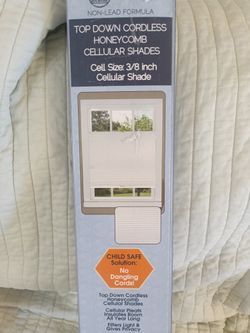 NON-LEAD FORMULA
TOP DOWN CORDLESS
HONEYCOMB
CELLULAR SHADES
Cell Size: 3/8 inch
Cellular Shade
CHILD SAFE
Solution:
No
Dangling
Cords!
Top Down Cordless
Honeycomb
Cellular Shades
Cellular Pleats
Insulates Room
All Year Long
Filters Light &
Gives Privacy